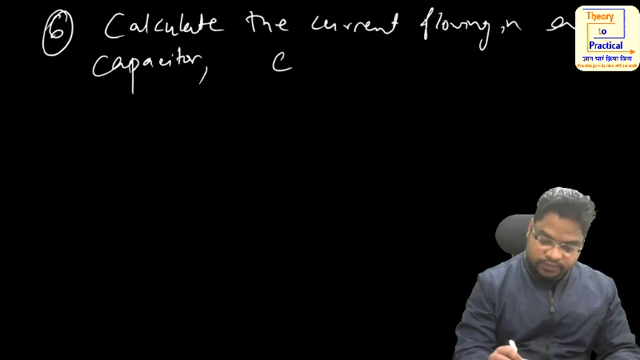 ⑥ Calculate the current flowing in
capacitor, C
Theory
to
Practical
ज्ञान भारं क्रिया बिना